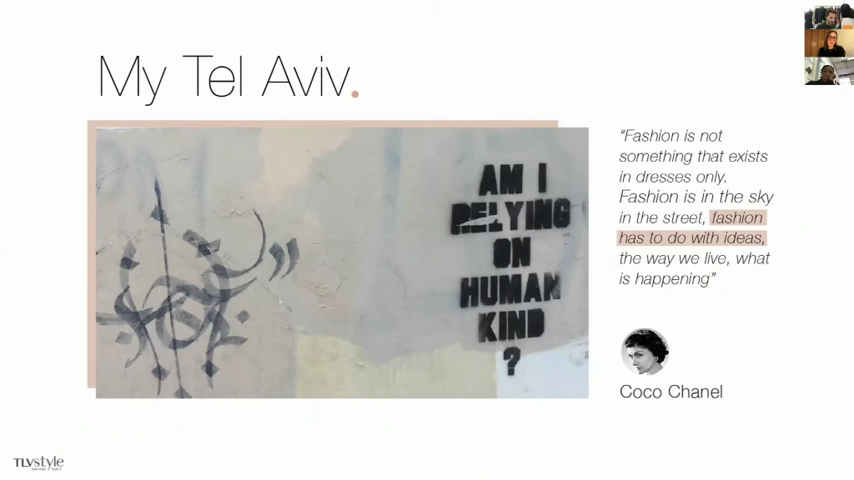 My Tel Aviv.
AM I
RELYING
ON
HUMAN
KIND
?
“Fashion is not
something that exists
in dresses only.
Fashion is in the sky
in the street, fashion
has to do with ideas,
the way we live, what
is happening”
Coco Chanel
TLVstyle